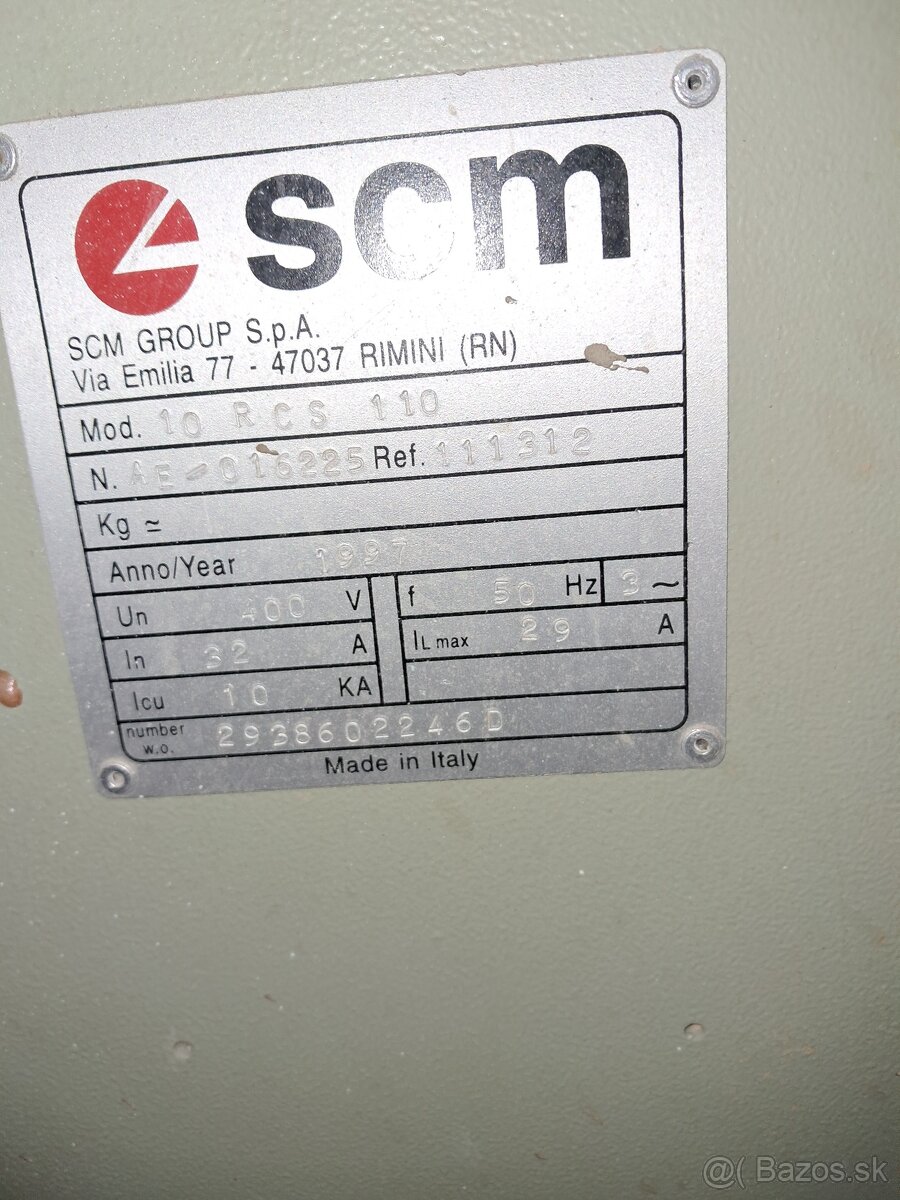 scm
SCM GROUP S.p.A.
Via Emilia 77 - 47037 RIMINI (RN)
Mod. 10 RCS 110
N. AE-016225 Ref. 111312
Kg ≃
Anno/Year 1997
Un 400 V f 50 Hz 3 ~
In 32 A IL max 29 A
Icu 10 KA
number w.o. 2938602246D
Made in Italy
@( Bazos.sk